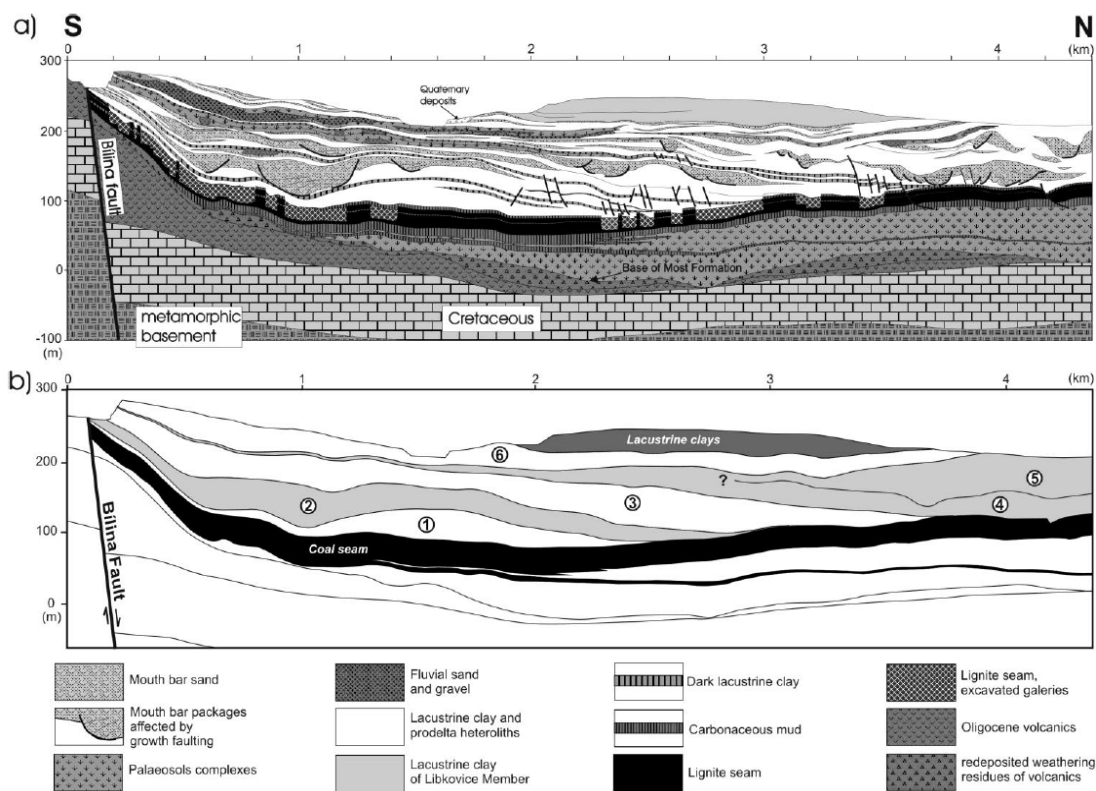 a) S N
0 1 2 3 4 (km)
300
200
100
0
-100
(m)
Quaternary
deposits
Bílina fault
Base of Most Formation
metamorphic
basement
Cretaceous
b)
0 1 2 3 4 (km)
300
200
100
0
(m)
Lacustrine clays
6
5
?
2
3
4
1
Coal seam
Bílina Fault
Mouth bar sand
Mouth bar packages
affected by
growth faulting
Palaeosols complexes
Fluvial sand
and gravel
Lacustrine clay and
prodelta heteroliths
Lacustrine clay
of Libkovice Member
Dark lacustrine clay
Carbonaceous mud
Lignite seam
Lignite seam,
excavated galeries
Oligocene volcanics
redeposited weathering
residues of volcanics